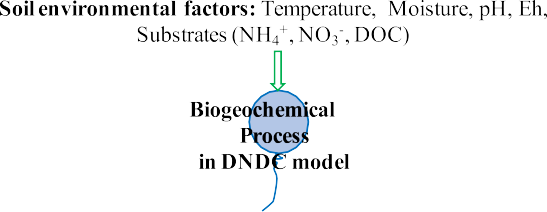 Soil environmental factors: Temperature, Moisture, pH, Eh,
Substrates (NH₄⁺, NO₃⁻, DOC)
Biogeochemical
Process
in DNDC model